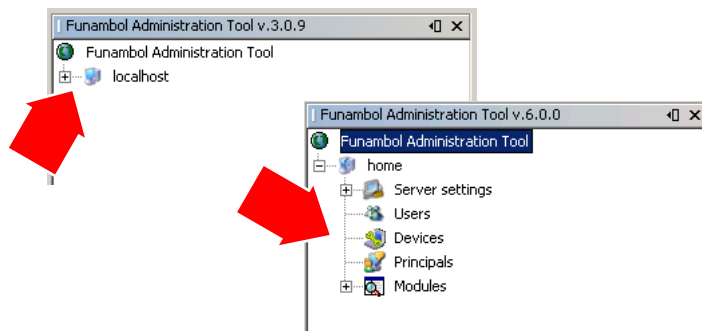 Funambol Administration Tool v.3.0.9
Funambol Administration Tool
localhost
Funambol Administration Tool v.6.0.0
Funambol Administration Tool
home
Server settings
Users
Devices
Principals
Modules